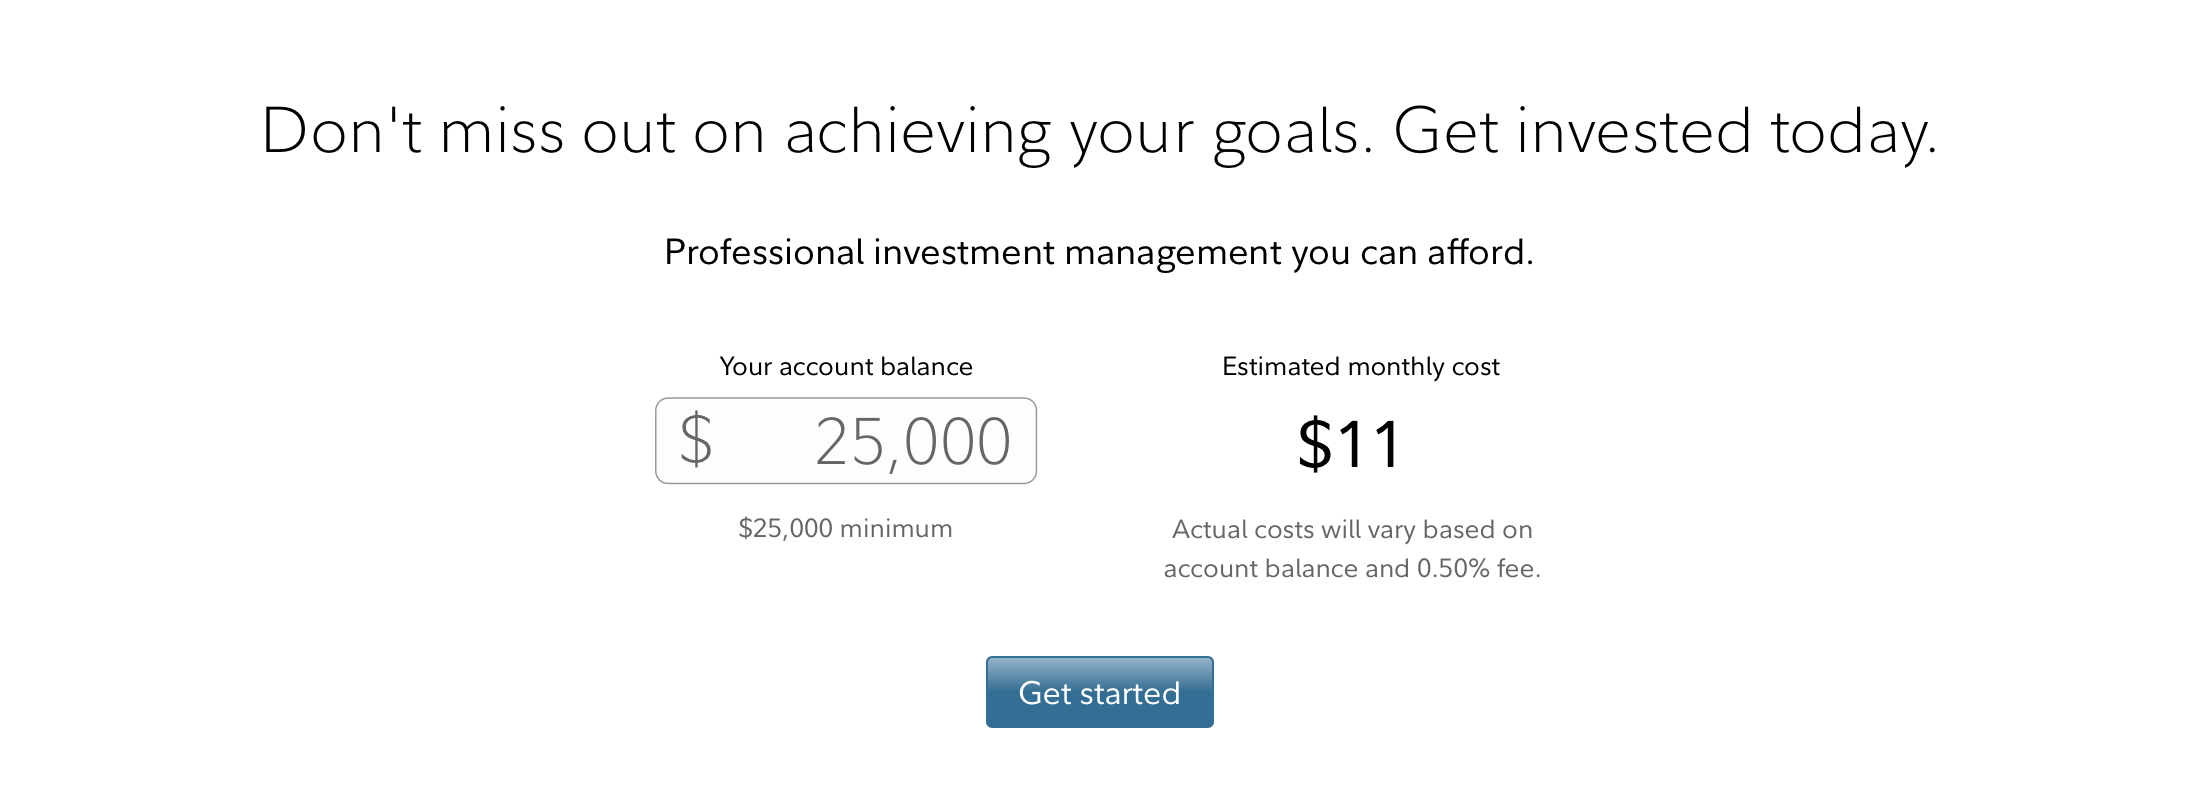 Don't miss out on achieving your goals. Get invested today.
Professional investment management you can afford.
Your account balance
$ 25,000
$25,000 minimum
Estimated monthly cost
$11
Actual costs will vary based on
account balance and 0.50% fee.
Get started